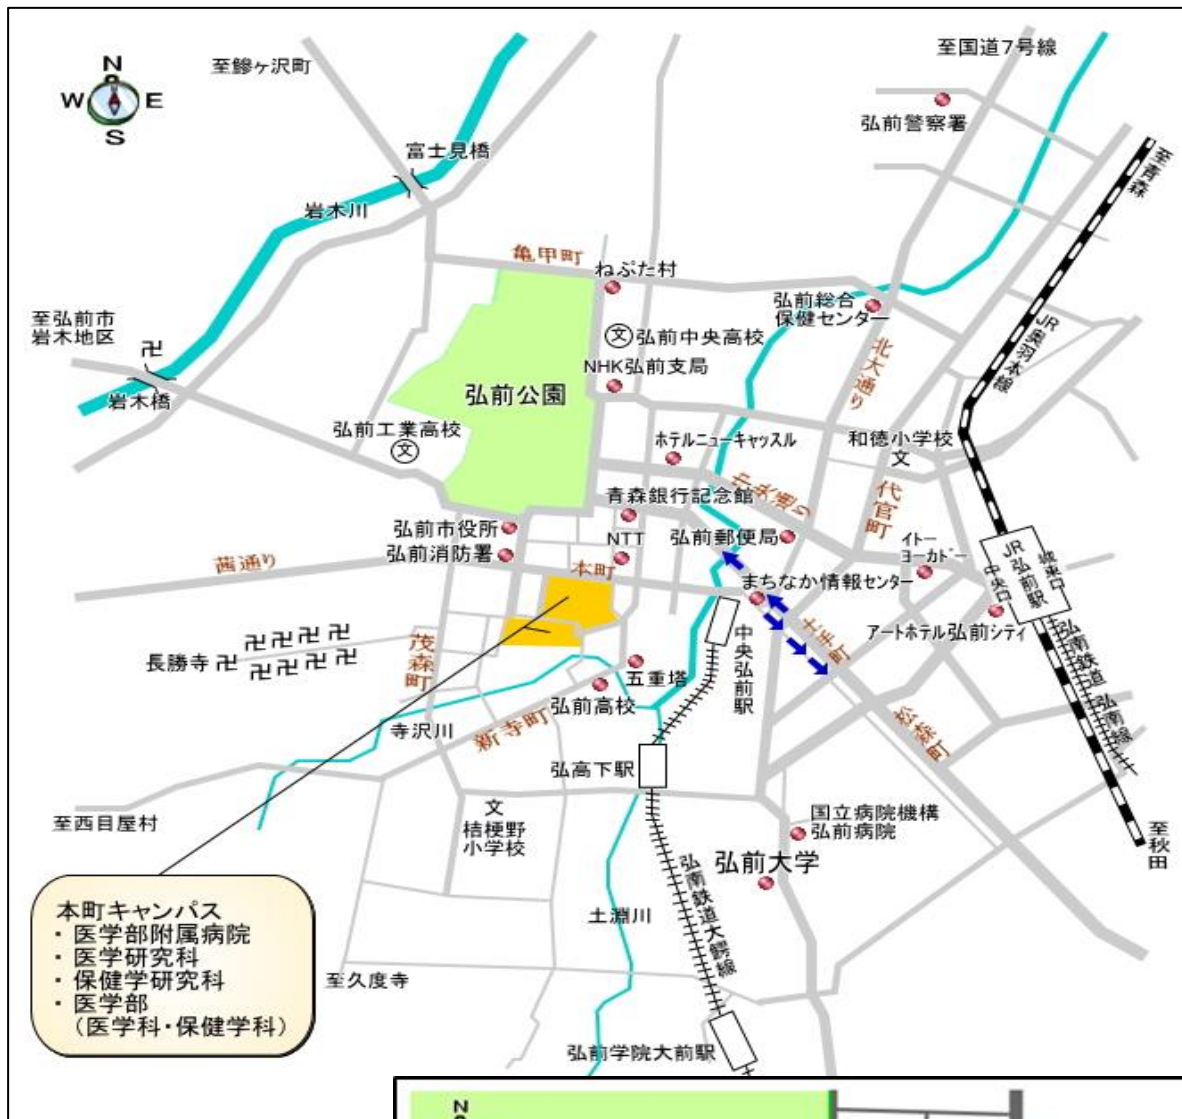 至国道7号線
至鰺ヶ沢町
N
W
E
S
弘前警察署
富士見橋
至青森
岩木川
亀甲町
ねぷた村
弘前総合
保健センター
至弘前市
岩木地区
卍
文 弘前中央高校
JR奥羽本線
NHK弘前支局
北大通り
岩木橋
弘前公園
弘前工業高校
文
ホテルニューキャッスル
和徳小学校
文
代官町
青森銀行記念館
弘前市役所
NTT
弘前郵便局
イトー
ヨーカドー
弘前消防署
茜通り
本町
まちなか情報センター
中央口
JR弘前駅
城東口
土手町
アートホテル弘前シティ
長勝寺 卍
卍 卍 卍 卍
卍 卍 卍 卍
茂森町
五重塔
中央弘前駅
弘南鉄道 弘南線
弘前高校
寺沢川
新寺町
松森町
弘高下駅
至西目屋村
文
桔梗野
小学校
国立病院機構
弘前病院
至秋田
弘前大学
弘南鉄道大鰐線
土淵川
本町キャンパス
・ 医学部附属病院
・ 医学研究科
・ 保健学研究科
・ 医学部
（医学科・保健学科）
至久度寺
弘前学院大前駅
N